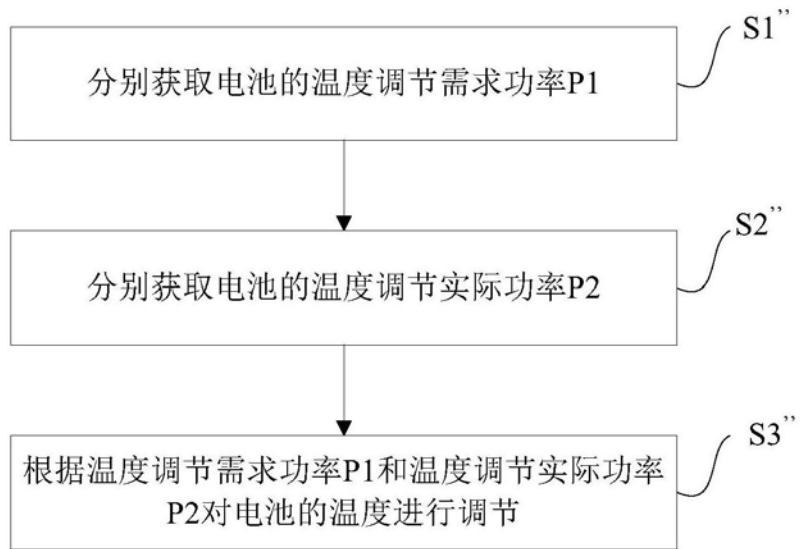 S1’’
分别获取电池的温度调节需求功率P1
S2’’
分别获取电池的温度调节实际功率P2
S3’’
根据温度调节需求功率P1和温度调节实际功率
P2对电池的温度进行调节